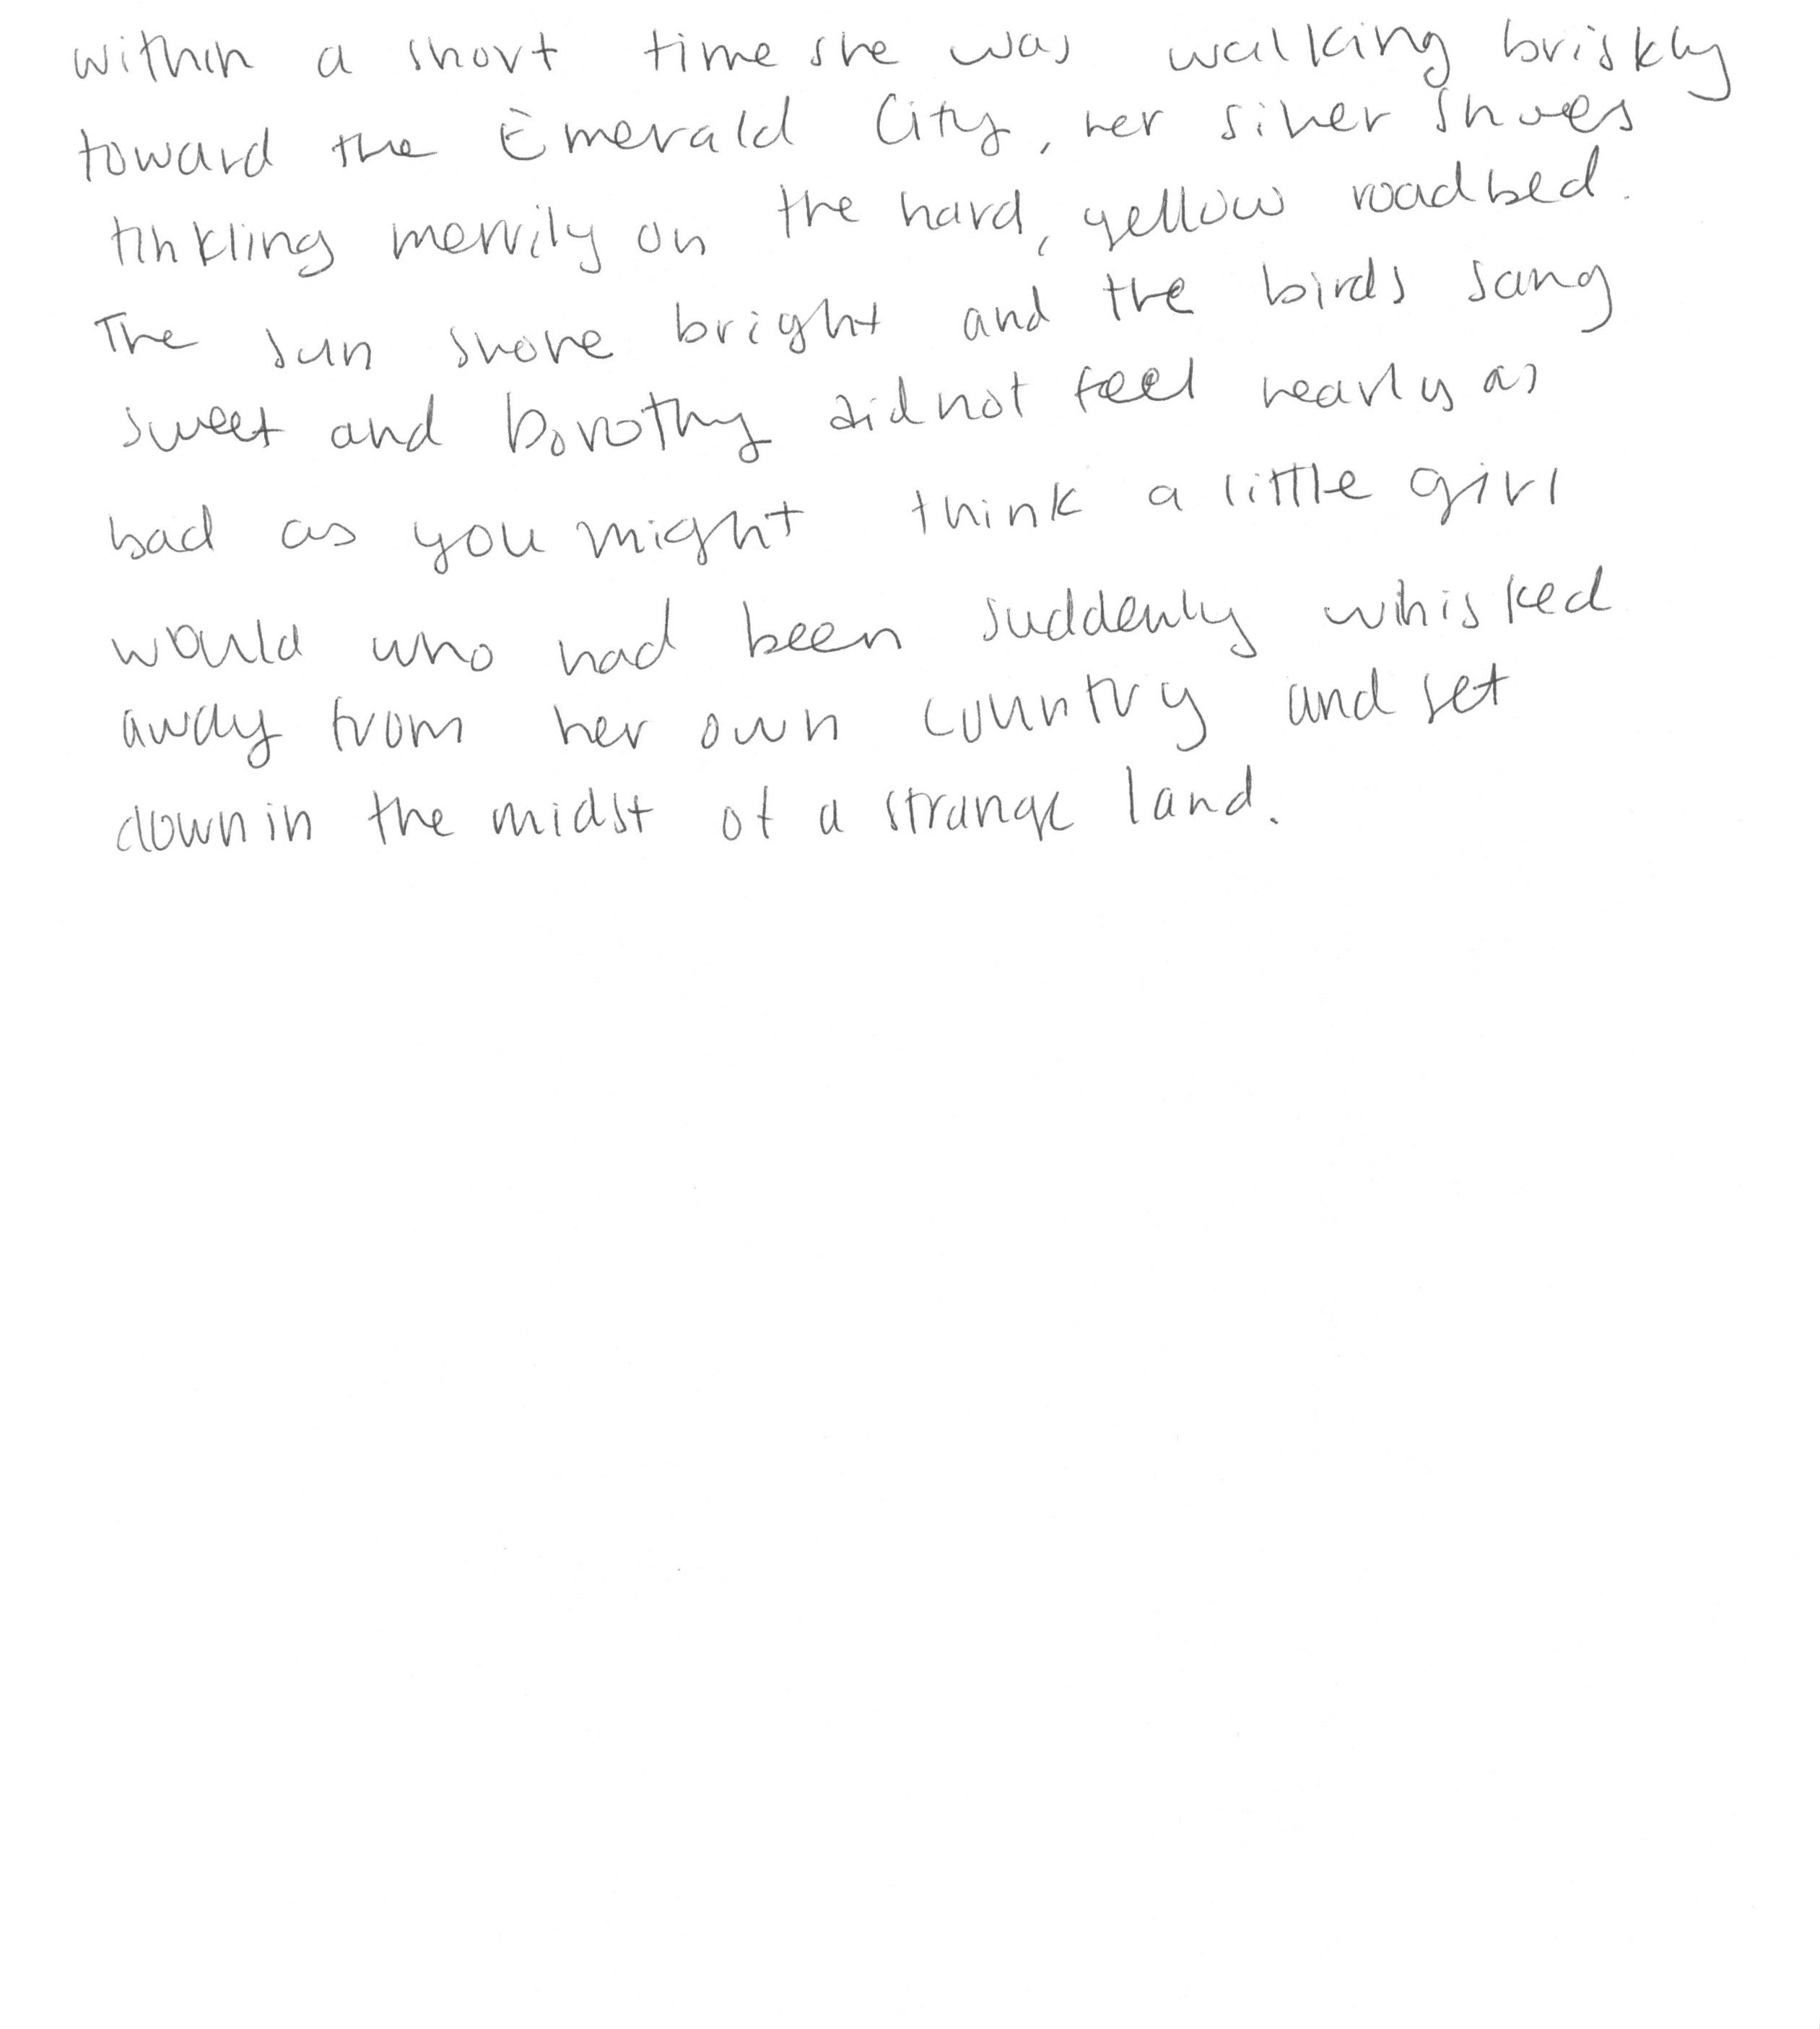 within a short time she was walking briskly
toward the Emerald City, her silver shoes
tinkling merrily on the hard, yellow roadbed.
The sun shone bright and the birds sang
sweet and Dorothy did not feel nearly as
bad as you might think a little girl
would who had been suddenly whisked
away from her own country and set
down in the midst of a strange land.